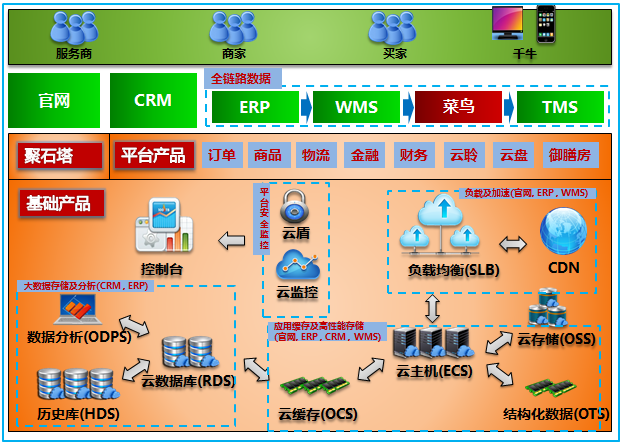 服务商
商家
买家
千牛
官网
CRM
全链路数据
ERP
WMS
菜鸟
TMS
聚石塔
平台产品
订单
商品
物流
金融
财务
云聆
云盘
御膳房
基础产品
控制台
平台安全监控
云盾
云监控
负载及加速(官网, ERP , WMS)
负载均衡(SLB)
CDN
大数据存储及分析(CRM , ERP)
数据分析(ODPS)
历史库(HDS)
云数据库(RDS)
应用缓存及高性能存储
(官网, ERP , CRM , WMS)
云缓存(OCS)
云主机(ECS)
云存储(OSS)
结构化数据(OTS)